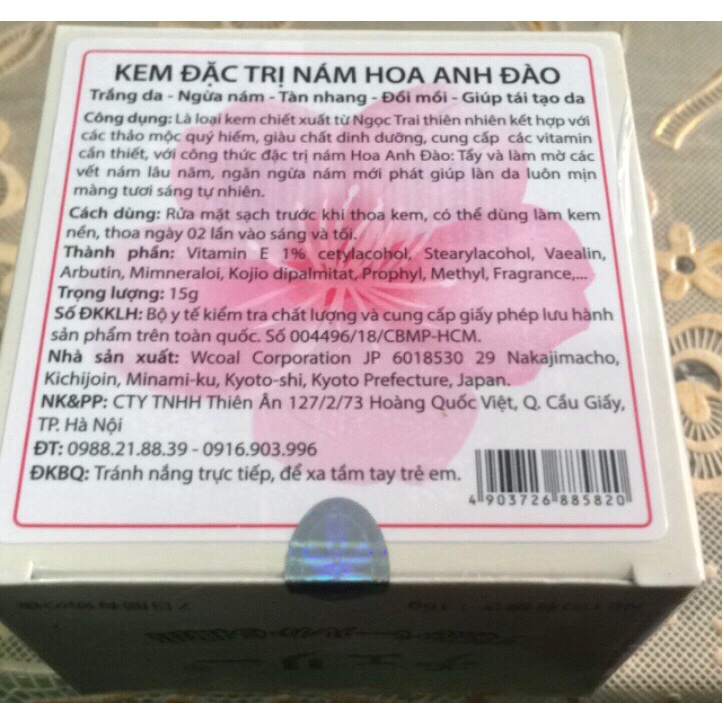 KEM ĐẶC TRỊ NÁM HOA ANH ĐÀO
Trắng da - Ngừa nám - Tàn nhang - Đồi mồi - Giúp tái tạo da
Công dụng: Là loại kem chiết xuất từ Ngọc Trai thiên nhiên kết hợp với
các thảo mộc quý hiếm, giàu chất dinh dưỡng, cung cấp các vitamin
cần thiết, với công thức đặc trị nám Hoa Anh Đào: Tẩy và làm mờ các
vết nám lâu năm, ngăn ngừa nám mới phát giúp làn da luôn mịn
màng tươi sáng tự nhiên.
Cách dùng: Rửa mặt sạch trước khi thoa kem, có thể dùng làm kem
nền, thoa ngày 02 lần vào sáng và tối.
Thành phần: Vitamin E 1% cetylacohol, Stearylacohol, Vaealin,
Arbutin, Mimneraloi, Kojio dipalmitat, Prophyl, Methyl, Fragrance,...
Trọng lượng: 15g
Số ĐKKLH: Bộ y tế kiểm tra chất lượng và cung cấp giấy phép lưu hành
sản phẩm trên toàn quốc. Số 004496/18/CBMP-HCM.
Nhà sản xuất: Wcoal Corporation JP 6018530 29 Nakajimacho,
Kichijoin, Minami-ku, Kyoto-shi, Kyoto Prefecture, Japan.
NK&PP: CTY TNHH Thiên Ân 127/2/73 Hoàng Quốc Việt, Q. Cầu Giấy,
TP. Hà Nội
ĐT: 0988.21.88.39 - 0916.903.996
ĐKBQ: Tránh nắng trực tiếp, để xa tầm tay trẻ em.
4 903726 885820
チェリー